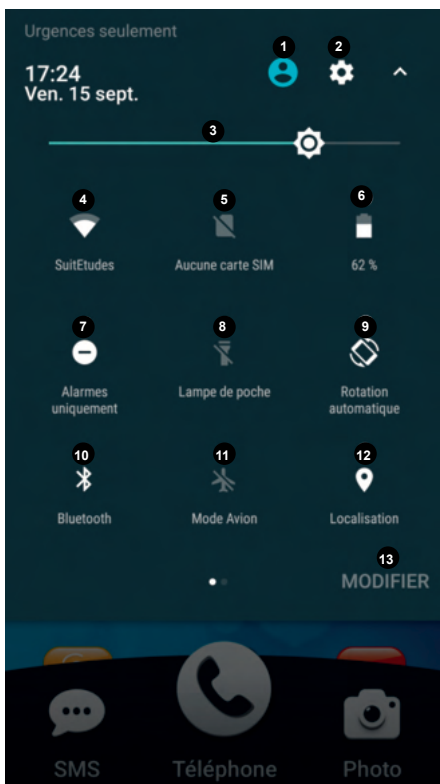 Urgences seulement
1 2
17:24
Ven. 15 sept.
3
4 5 6
SuitEtudes Aucune carte SIM 62 %
7 8 9
Alarmes uniquement Lampe de poche Rotation automatique
10 11 12
Bluetooth Mode Avion Localisation
13
MODIFIER
SMS Téléphone Photo